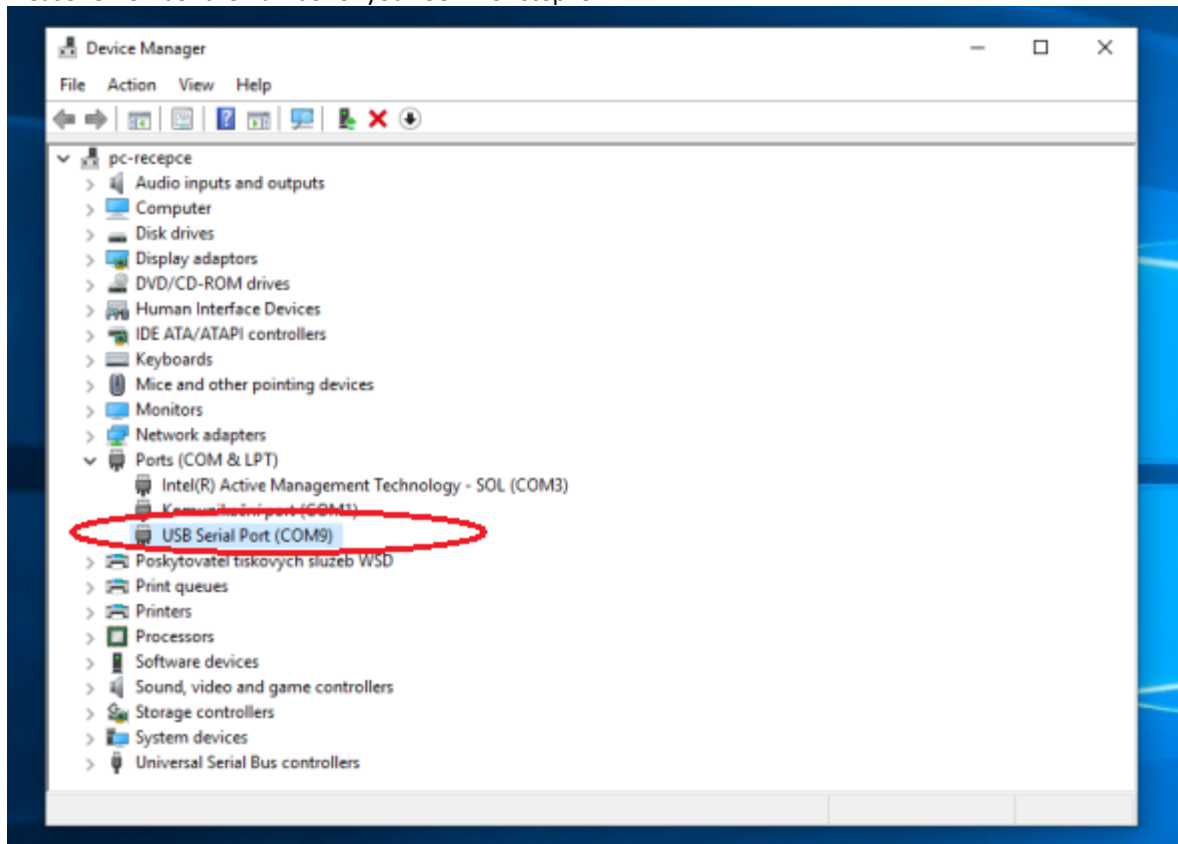 Device Manager
File Action View Help
pc-recepce
Audio inputs and outputs
Computer
Disk drives
Display adaptors
DVD/CD-ROM drives
Human Interface Devices
IDE ATA/ATAPI controllers
Keyboards
Mice and other pointing devices
Monitors
Network adapters
Ports (COM & LPT)
Intel(R) Active Management Technology - SOL (COM3)
Komunikační port (COM1)
USB Serial Port (COM9)
Poskytovatel tiskových služeb WSD
Print queues
Printers
Processors
Software devices
Sound, video and game controllers
Storage controllers
System devices
Universal Serial Bus controllers